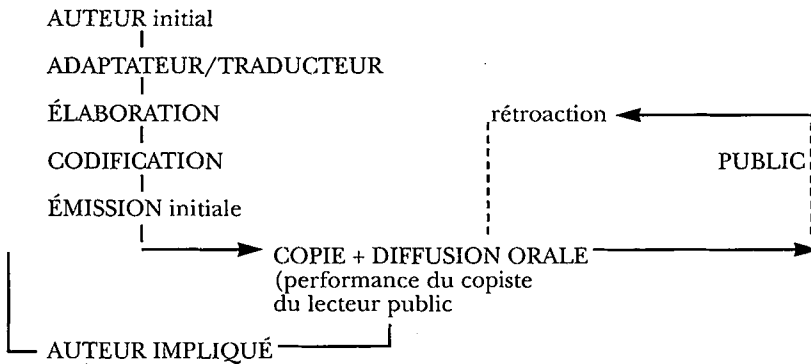 AUTEUR initial
ADAPTATEUR/TRADUCTEUR
ÉLABORATION
rétroaction
CODIFICATION
PUBLIC
ÉMISSION initiale
COPIE + DIFFUSION ORALE
(performance du copiste
du lecteur public
AUTEUR IMPLIQUÉ